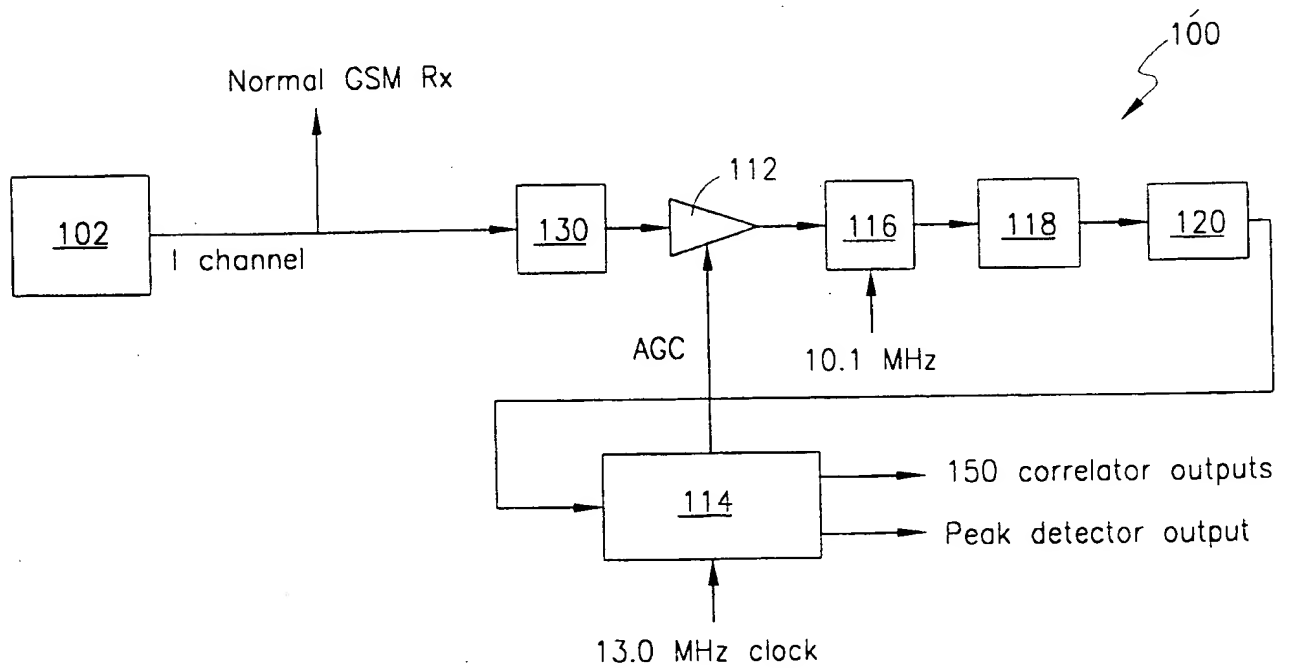 100
Normal GSM Rx
112
102
130
116
118
120
I channel
AGC
10.1 MHz
114
150 correlator outputs
Peak detector output
13.0 MHz clock